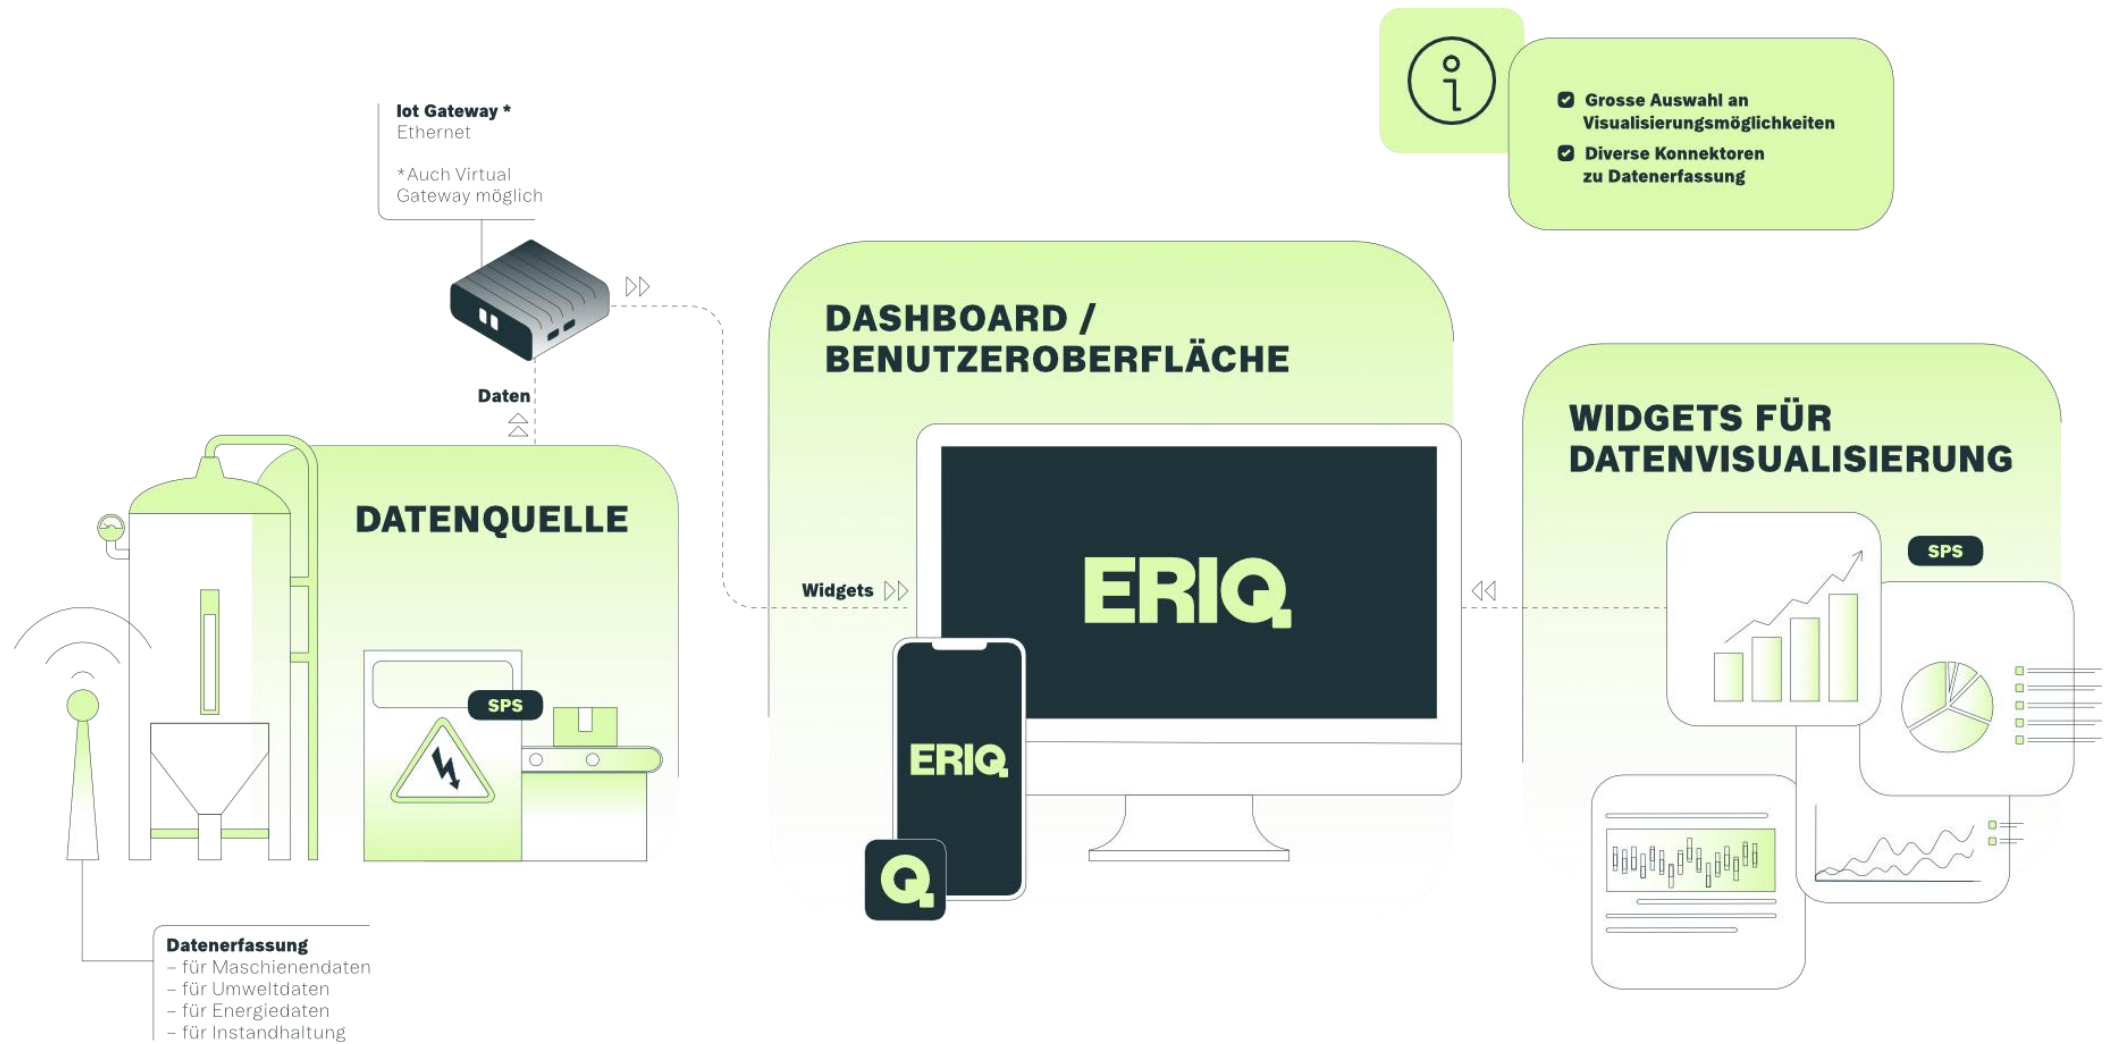 Iot Gateway *
Ethernet
*Auch Virtual
Gateway möglich
Daten
DATENQUELLE
SPS
Datenerfassung
– für Maschienendaten
– für Umweltdaten
– für Energiedaten
– für Instandhaltung
DASHBOARD /
BENUTZEROBERFLÄCHE
Widgets
ERIQ
ERIQ
Q
Grosse Auswahl an
Visualisierungsmöglichkeiten
Diverse Konnektoren
zu Datenerfassung
WIDGETS FÜR
DATENVISUALISIERUNG
SPS